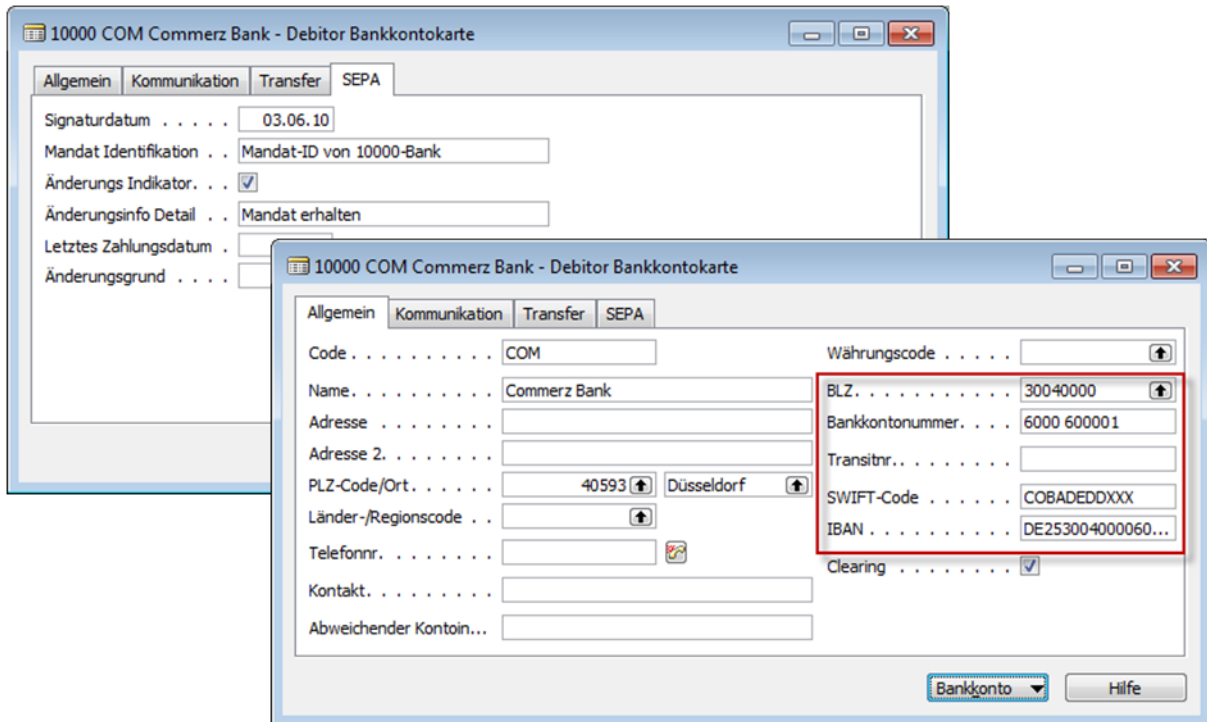 10000 COM Commerz Bank - Debitor Bankkontokarte
Allgemein Kommunikation Transfer SEPA
Signaturdatum . . . . . 03.06.10
Mandat Identifikation . . Mandat-ID von 10000-Bank
Änderungs Indikator. . .
Änderungsinfo Detail . . Mandat erhalten
Letztes Zahlungsdatum .
Änderungsgrund . . . .
10000 COM Commerz Bank - Debitor Bankkontokarte
Allgemein Kommunikation Transfer SEPA
Code . . . . . . . . . . COM
Name. . . . . . . . . . Commerz Bank
Adresse . . . . . . . .
Adresse 2. . . . . . . .
PLZ-Code/Ort. . . . . . 40593 Düsseldorf
Länder-/Regionscode . .
Telefonnr. . . . . . . .
Kontakt. . . . . . . . .
Abweichender Kontoin...
Währungscode . . . . .
BLZ. . . . . . . . . . . 30040000
Bankkontonummer. . . . 6000 600001
Transitnr.. . . . . . . .
SWIFT-Code . . . . . . COBADEDDXXX
IBAN . . . . . . . . . . DE253004000060...
Clearing . . . . . . . .
Bankkonto Hilfe